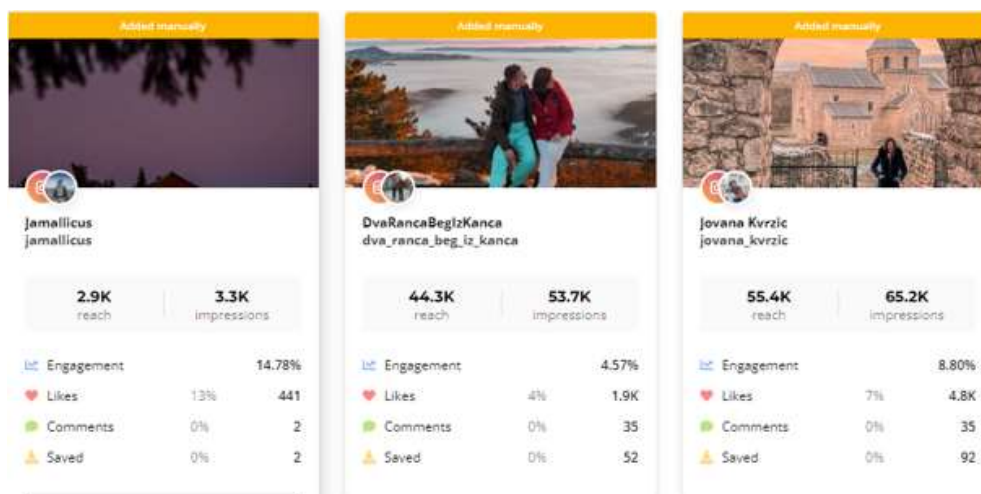 Added manually
Jamallicus
jamallicus
2.9K
reach
3.3K
impressions
Engagement 14.78%
Likes 13% 441
Comments 0% 2
Saved 0% 2
Added manually
DvaRancaBegIzKanca
dva_ranca_beg_iz_kanca
44.3K
reach
53.7K
impressions
Engagement 4.57%
Likes 4% 1.9K
Comments 0% 35
Saved 0% 52
Added manually
Jovana Kvrzic
jovana_kvrzic
55.4K
reach
65.2K
impressions
Engagement 8.80%
Likes 7% 4.8K
Comments 0% 35
Saved 0% 92